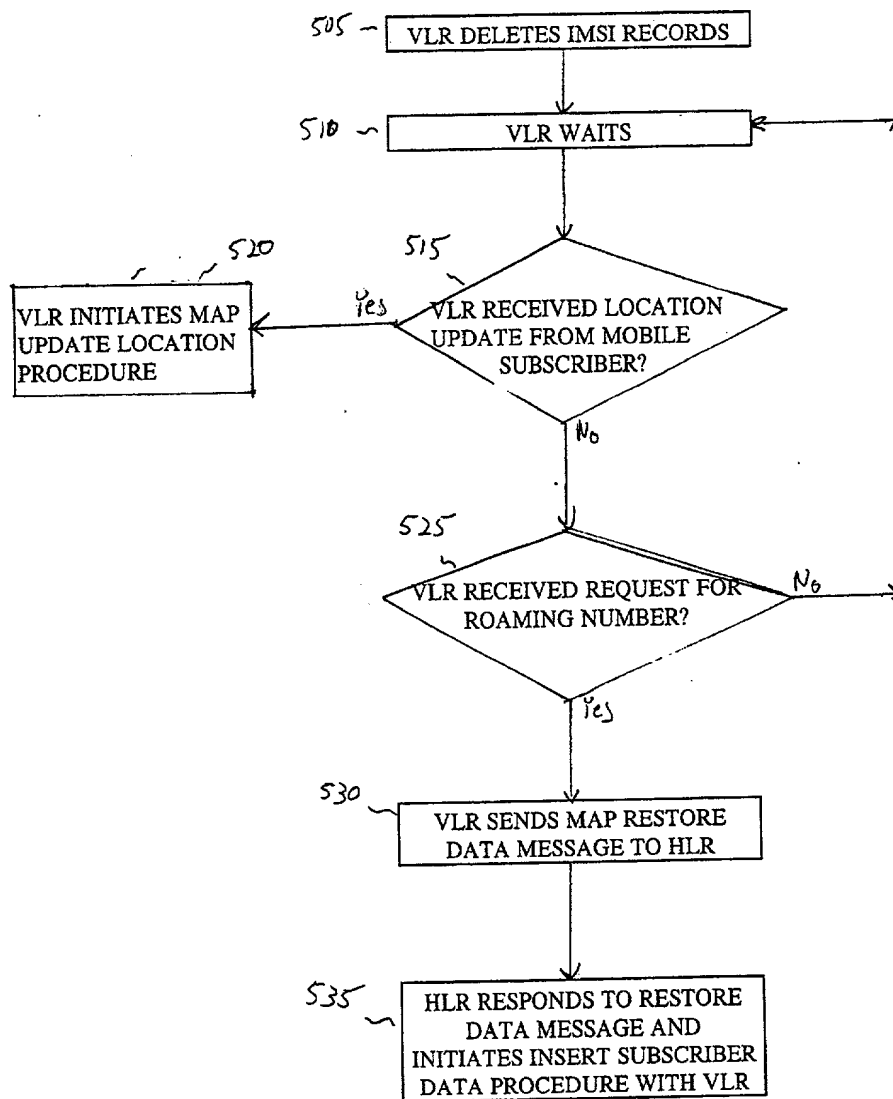 505
VLR DELETES IMSI RECORDS
510
VLR WAITS
520
515
VLR INITIATES MAP
UPDATE LOCATION
PROCEDURE
Yes
VLR RECEIVED LOCATION
UPDATE FROM MOBILE
SUBSCRIBER?
No
525
VLR RECEIVED REQUEST FOR
ROAMING NUMBER?
No
Yes
530
VLR SENDS MAP RESTORE
DATA MESSAGE TO HLR
535
HLR RESPONDS TO RESTORE
DATA MESSAGE AND
INITIATES INSERT SUBSCRIBER
DATA PROCEDURE WITH VLR